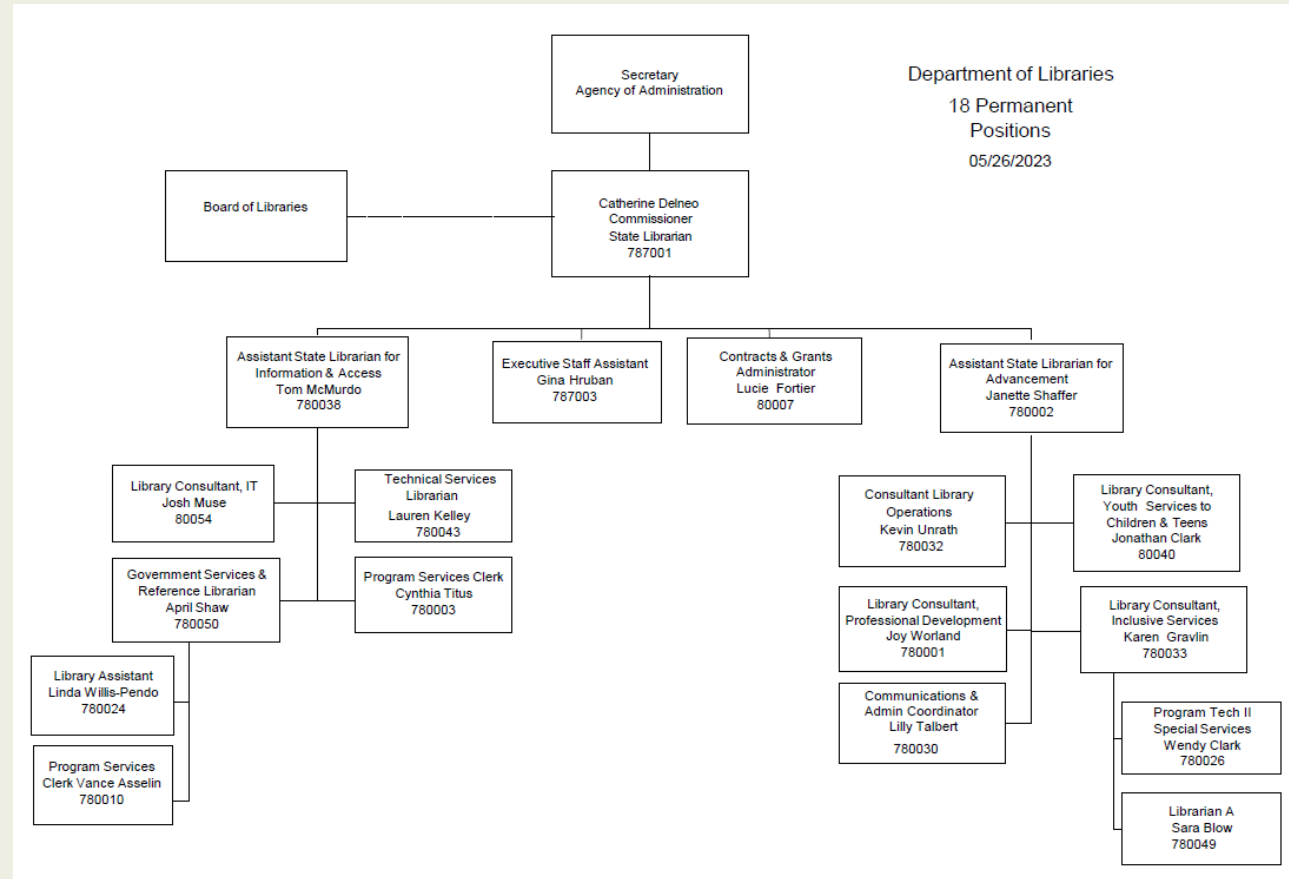 Secretary
Agency of Administration
Department of Libraries
18 Permanent
Positions
05/26/2023
Board of Libraries
Catherine Delneo
Commissioner
State Librarian
787001
Assistant State Librarian for
Information & Access
Tom McMurdo
780038
Executive Staff Assistant
Gina Hruban
787003
Contracts & Grants
Administrator
Lucie Fortier
80007
Assistant State Librarian for
Advancement
Janette Shaffer
780002
Library Consultant, IT
Josh Muse
80054
Technical Services
Librarian
Lauren Kelley
780043
Consultant Library
Operations
Kevin Unrath
780032
Library Consultant,
Youth Services to
Children & Teens
Jonathan Clark
80040
Government Services &
Reference Librarian
April Shaw
780050
Program Services Clerk
Cynthia Titus
780003
Library Consultant,
Professional Development
Joy Worland
780001
Library Consultant,
Inclusive Services
Karen Gravlin
780033
Library Assistant
Linda Willis-Pendo
780024
Communications &
Admin Coordinator
Lilly Talbert
780030
Program Tech II
Special Services
Wendy Clark
780026
Program Services
Clerk Vance Asselin
780010
Librarian A
Sara Blow
780049